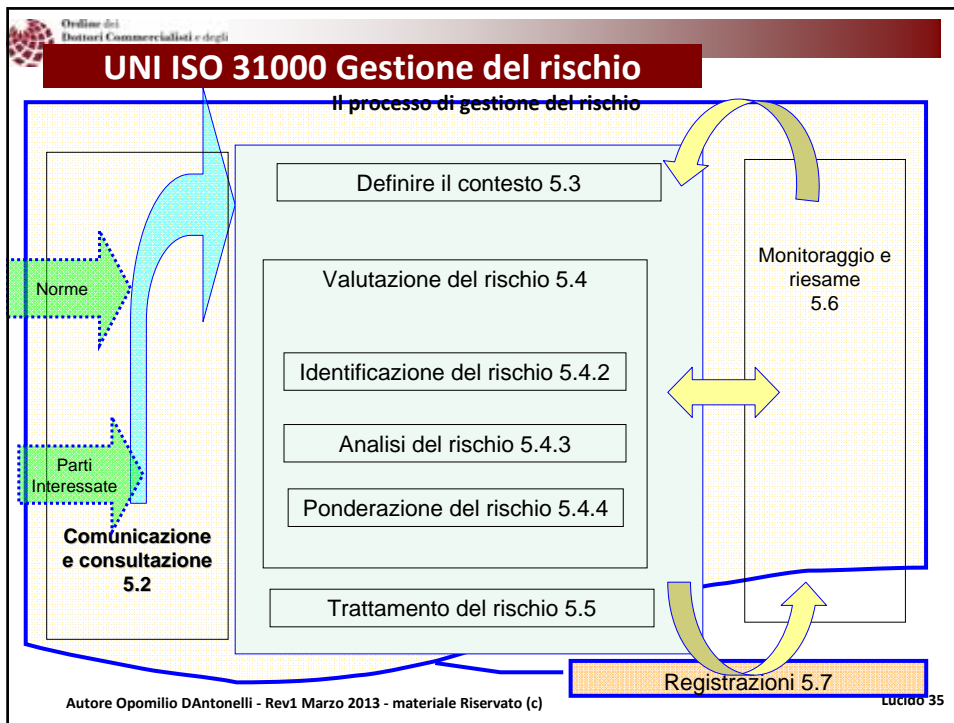 Ordine dei
Dottori Commercialisti e degli
UNI ISO 31000 Gestione del rischio
Il processo di gestione del rischio
Definire il contesto 5.3
Valutazione del rischio 5.4
Identificazione del rischio 5.4.2
Analisi del rischio 5.4.3
Ponderazione del rischio 5.4.4
Trattamento del rischio 5.5
Norme
Parti
Interessate
Comunicazione
e consultazione
5.2
Monitoraggio e
riesame
5.6
Registrazioni 5.7
Autore Opomilio DAntonelli - Rev1 Marzo 2013 - materiale Riservato (c)
Lucido 35